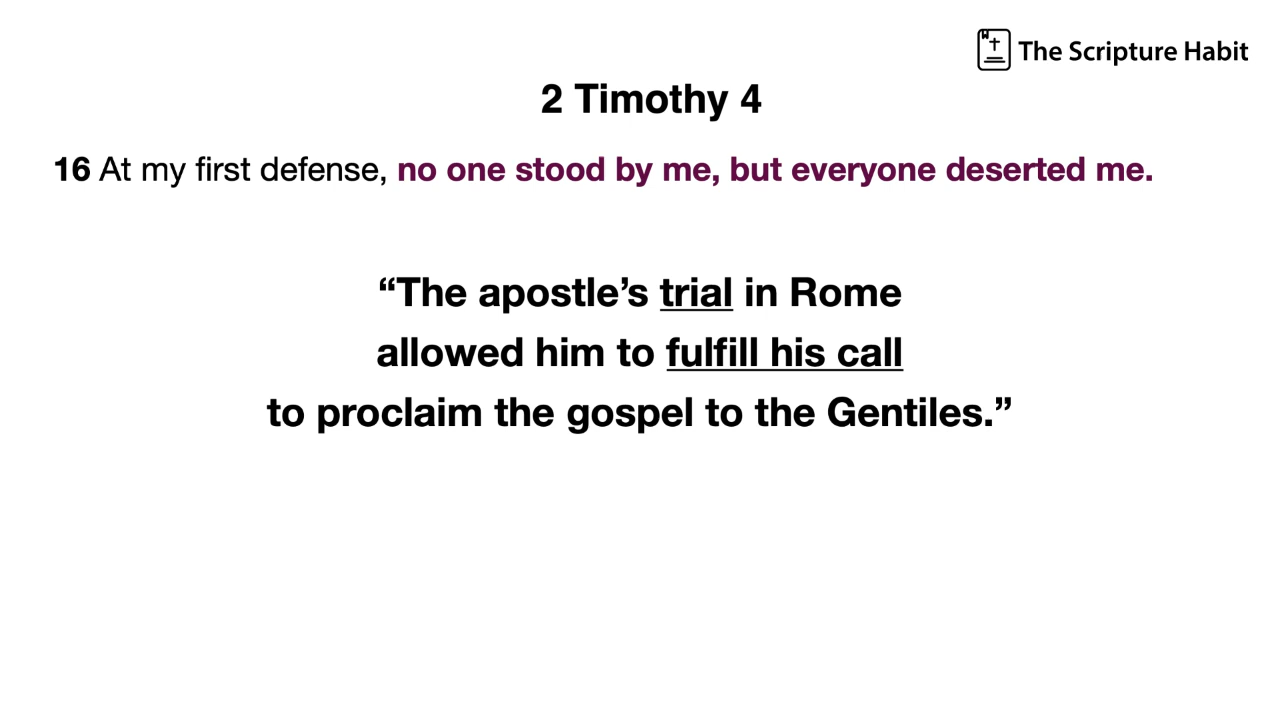 The Scripture Habit
2 Timothy 4
16 At my first defense, no one stood by me, but everyone deserted me.
“The apostle’s trial in Rome
allowed him to fulfill his call
to proclaim the gospel to the Gentiles.”